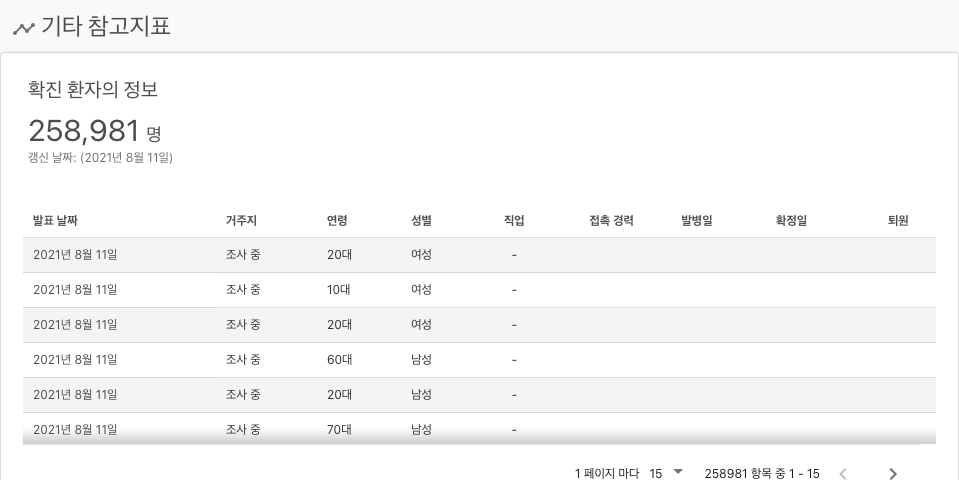 기타 참고지표
확진 환자의 정보
258,981 명
갱신 날짜: (2021년 8월 11일)
발표 날짜 거주지 연령 성별 직업 접촉 경력 발병일 확정일 퇴원
2021년 8월 11일 조사 중 20대 여성 -
2021년 8월 11일 조사 중 10대 여성 -
2021년 8월 11일 조사 중 20대 여성 -
2021년 8월 11일 조사 중 60대 남성 -
2021년 8월 11일 조사 중 20대 남성 -
2021년 8월 11일 조사 중 70대 남성 -
1 페이지 마다 15 258981 항목 중 1 - 15